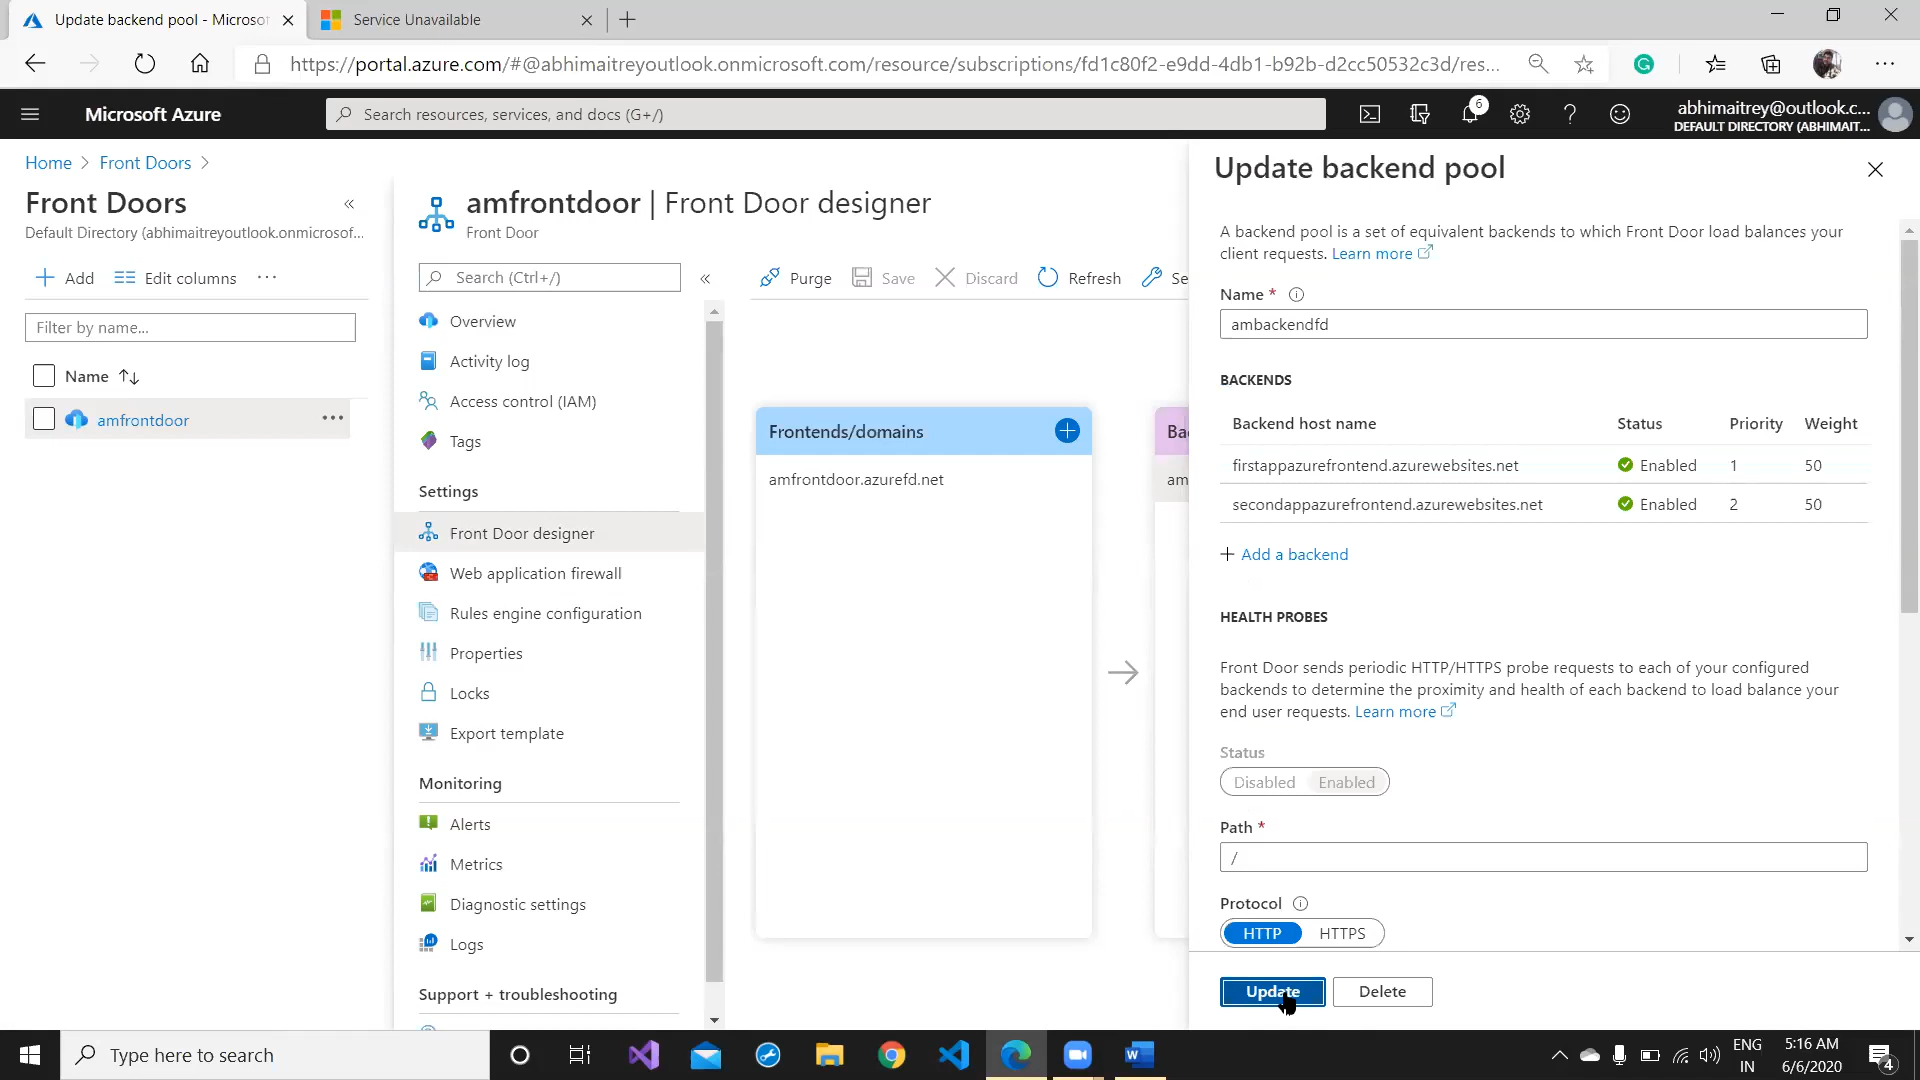 Update backend pool - Microso
Service Unavailable
https://portal.azure.com/#@abhimaitreyoutlook.onmicrosoft.com/resource/subscriptions/fd1c80f2-e9dd-4db1-b92b-d2cc50532c3d/res...
Microsoft Azure
Search resources, services, and docs (G+/)
6
abhimaitrey@outlook.c...
DEFAULT DIRECTORY (ABHIMAIT...
Home > Front Doors >
Front Doors
Default Directory (abhimaitreyoutlook.onmicrosof...
Add
Edit columns
Filter by name...
Name
amfrontdoor
amfrontdoor | Front Door designer
Front Door
Search (Ctrl+/)
Overview
Activity log
Access control (IAM)
Tags
Settings
Front Door designer
Web application firewall
Rules engine configuration
Properties
Locks
Export template
Monitoring
Alerts
Metrics
Diagnostic settings
Logs
Support + troubleshooting
Purge
Save
Discard
Refresh
Se
Frontends/domains
amfrontdoor.azurefd.net
Ba
am
Update backend pool
A backend pool is a set of equivalent backends to which Front Door load balances your
client requests. Learn more
Name *
ambackendfd
BACKENDS
Backend host name Status Priority Weight
firstappazurefrontend.azurewebsites.net Enabled 1 50
secondappazurefrontend.azurewebsites.net Enabled 2 50
+ Add a backend
HEALTH PROBES
Front Door sends periodic HTTP/HTTPS probe requests to each of your configured
backends to determine the proximity and health of each backend to load balance your
end user requests. Learn more
Status
Disabled Enabled
Path *
/
Protocol
HTTP HTTPS
Update
Delete
Type here to search
ENG
IN
5:16 AM
6/6/2020
4